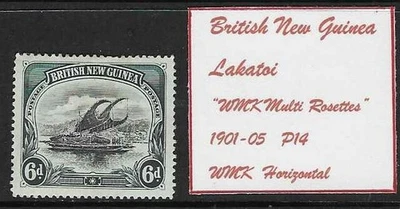 BRITISH NEW GUINEA
POSTAGE
POSTAGE
6d
6d
British New Guinea
Lakatoi
"WMK Multi Rosettes"
1901-05 P14
WMK Horizontal